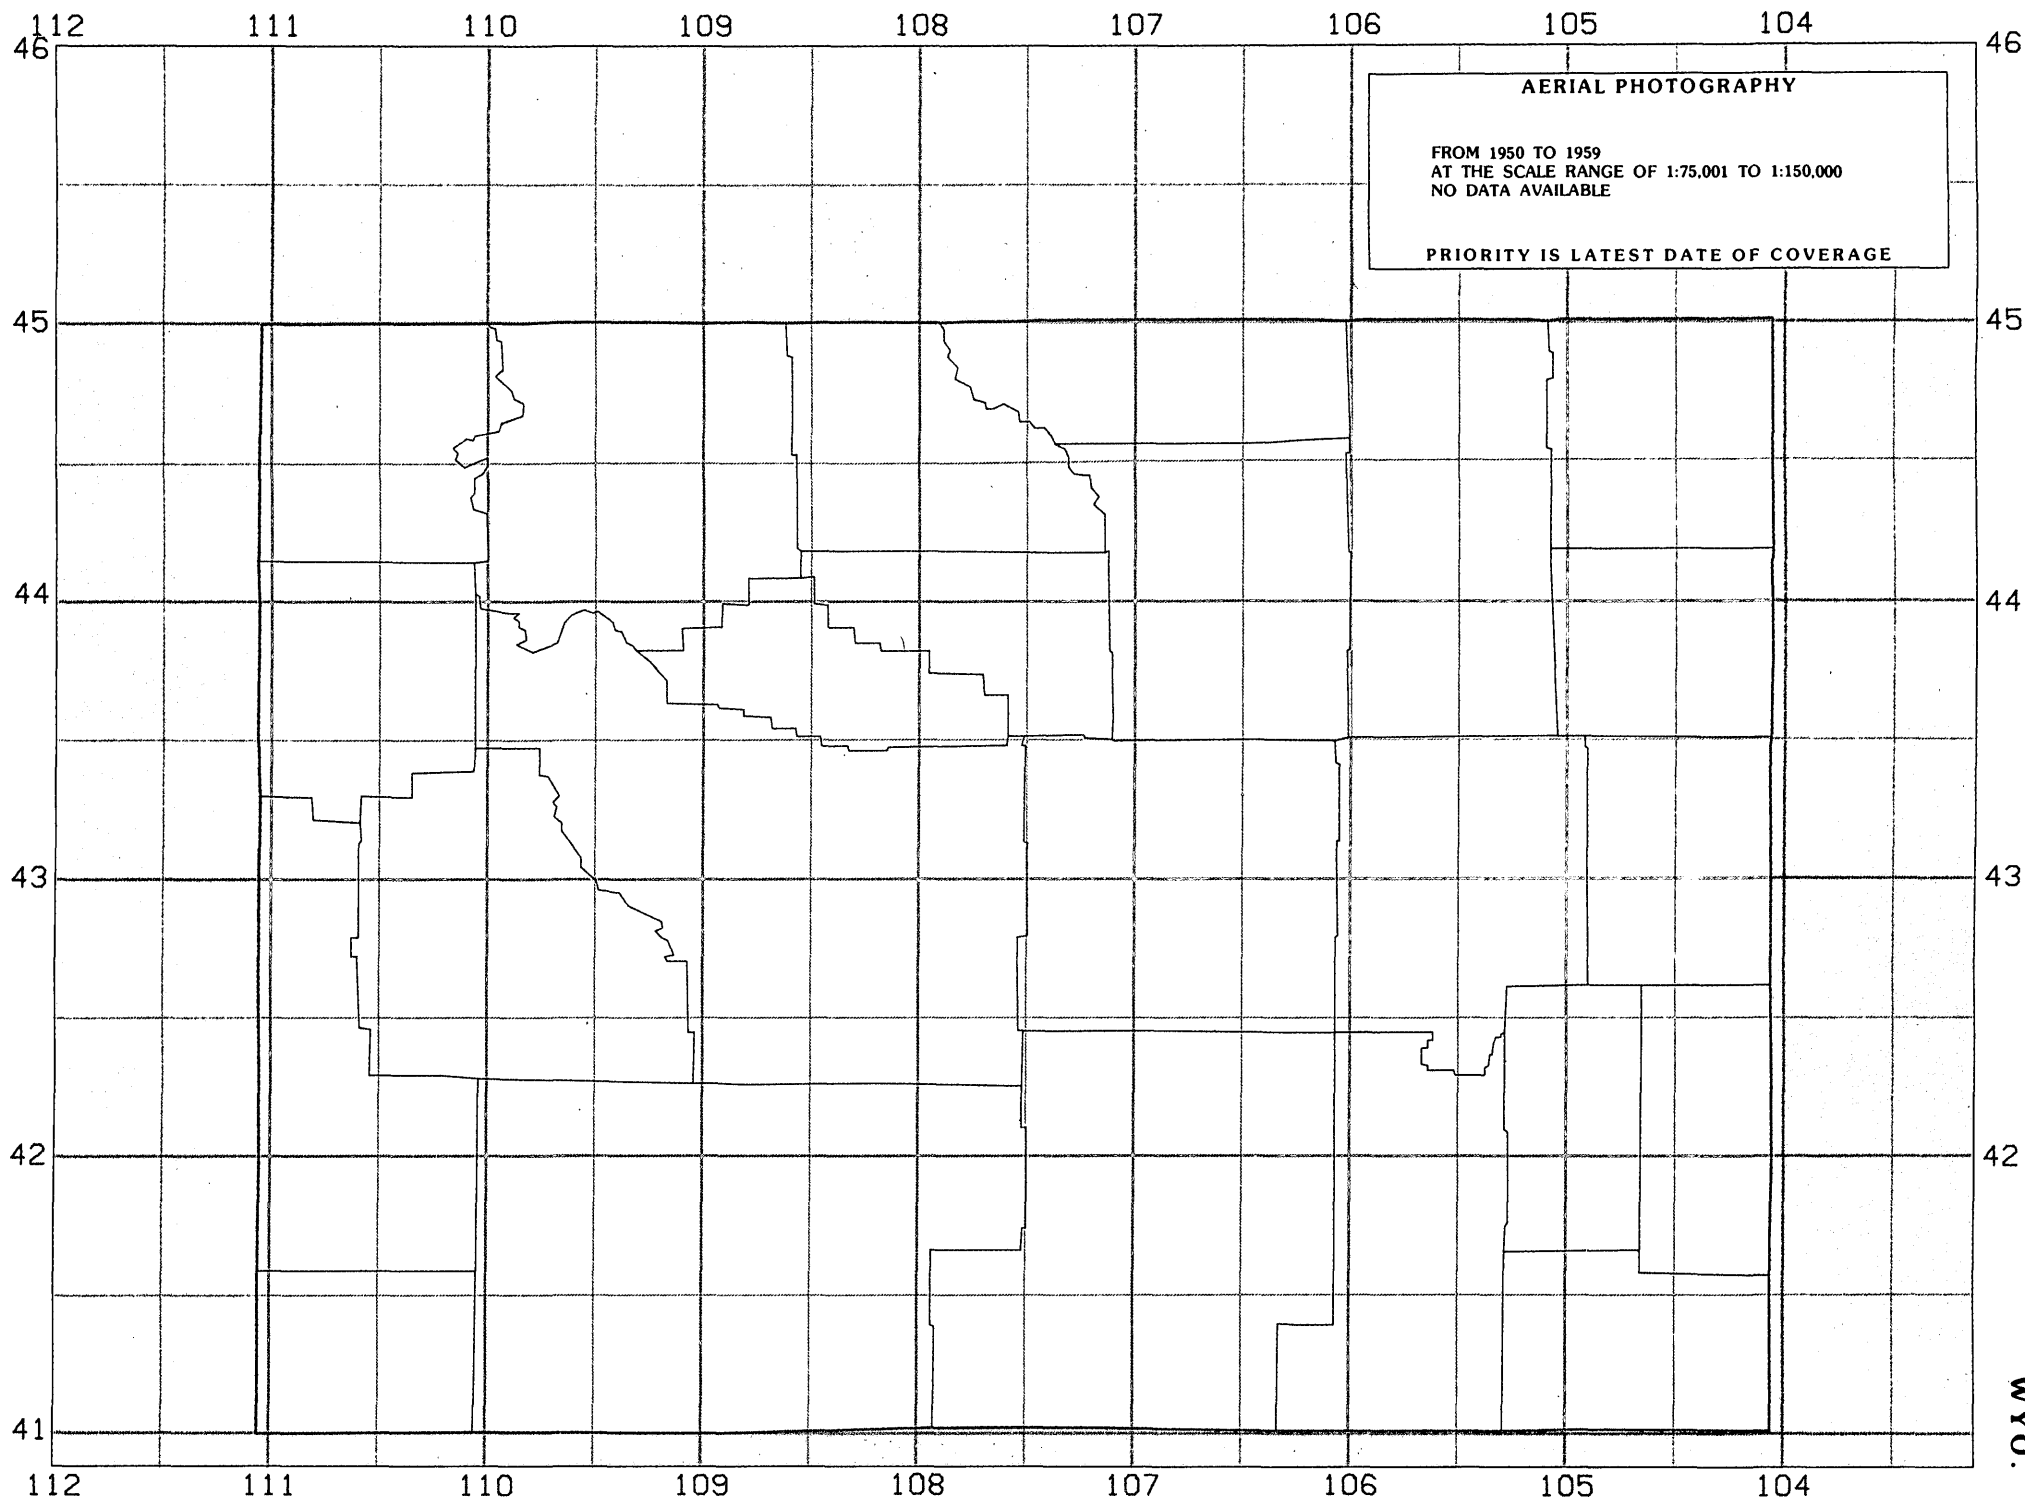 112 111 110 109 108 107 106 105 104
46 46
AERIAL PHOTOGRAPHY
FROM 1950 TO 1959
AT THE SCALE RANGE OF 1:75,001 TO 1:150,000
NO DATA AVAILABLE
PRIORITY IS LATEST DATE OF COVERAGE
45 45
44 44
43 43
42 42
41 41
WYO.
112 111 110 109 108 107 106 105 104